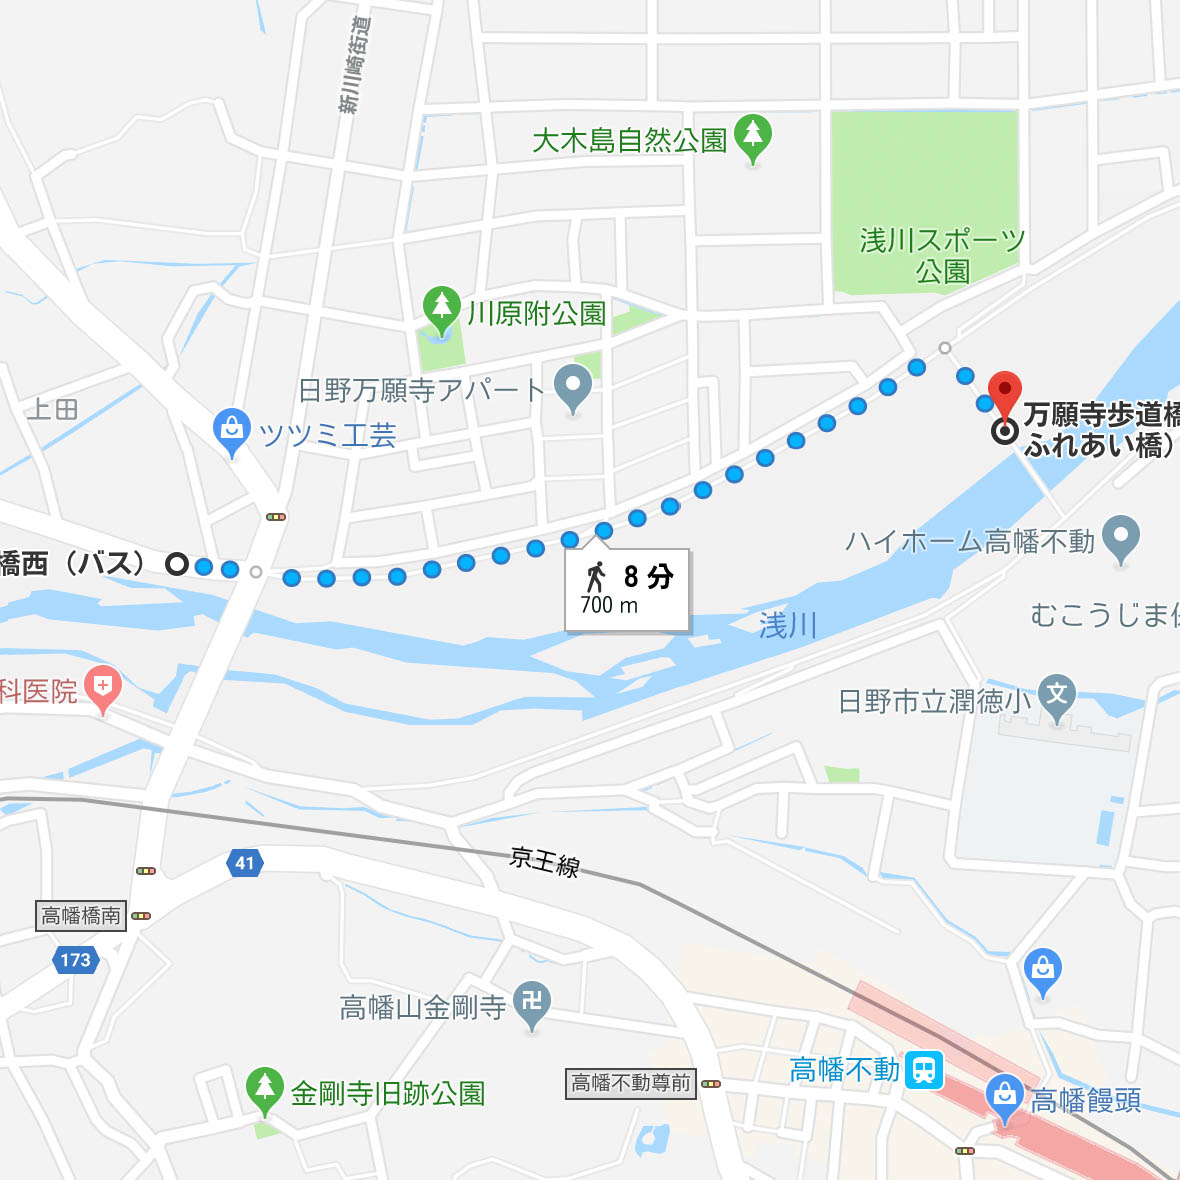 新川崎街道
大木島自然公園
浅川スポーツ
公園
川原附公園
日野万願寺アパート
上田
ツツミ工芸
万願寺歩道橋
ふれあい橋）
橋西（バス）
ハイホーム高幡不動
8 分
700 m
むこうじま保
浅川
科医院
日野市立潤徳小
文
京王線
41
高幡橋南
173
高幡山金剛寺
卍
高幡不動
高幡不動尊前
金剛寺旧跡公園
高幡饅頭